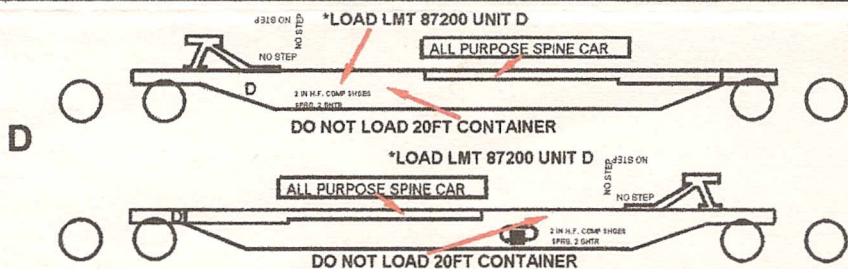 NO STEP
NO STEP
*LOAD LMT 87200 UNIT D
NO STEP
ALL PURPOSE SPINE CAR
D
2 IN H.F. COMP SHOES
SPRG. 2 GHTR
DO NOT LOAD 20FT CONTAINER
D
*LOAD LMT 87200 UNIT D
NO STEP
NO STEP
ALL PURPOSE SPINE CAR
NO STEP
D
2 IN H.F. COMP SHOES
SPRG. 2 GHTR
DO NOT LOAD 20FT CONTAINER